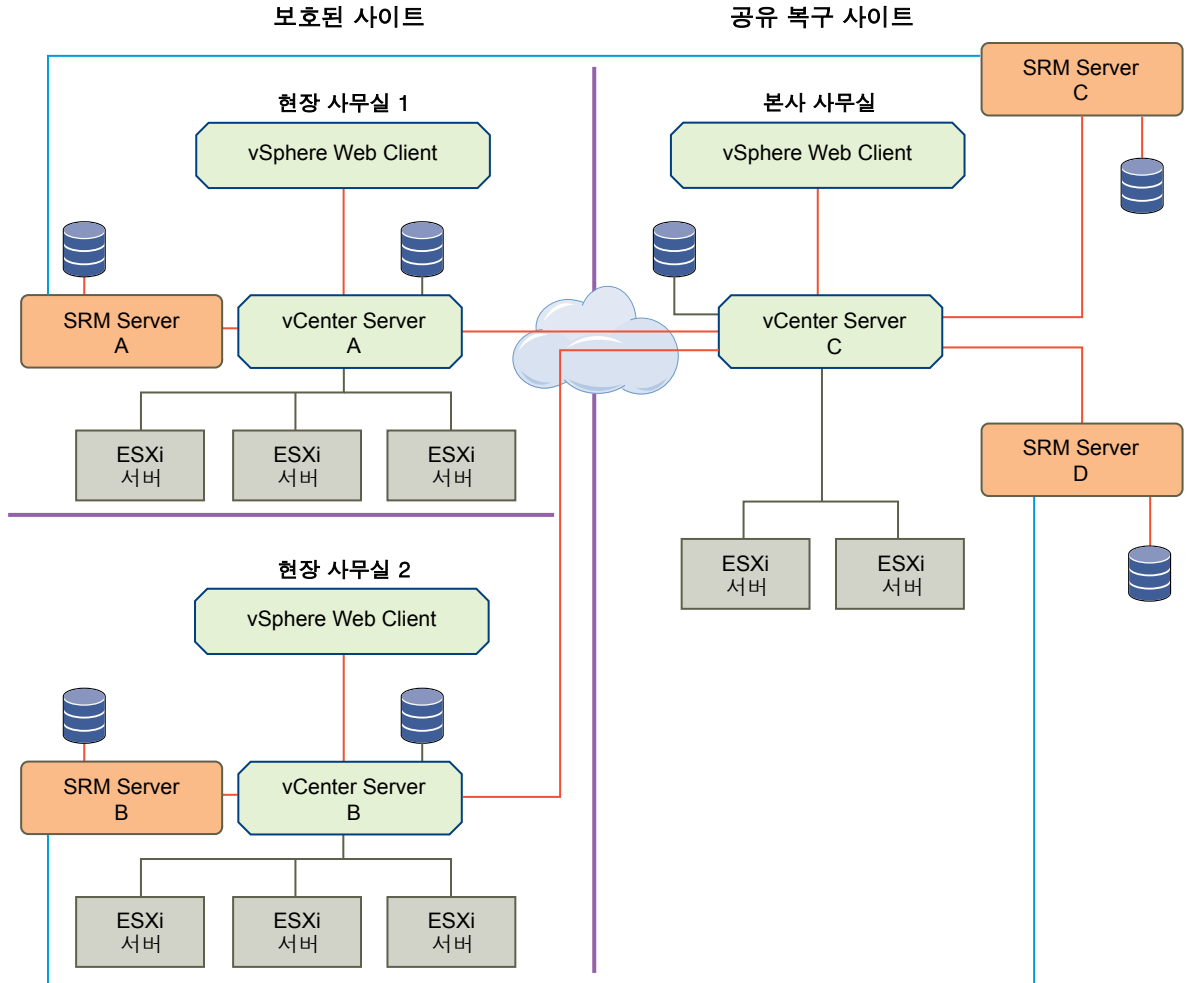 보호된 사이트
공유 복구 사이트
SRM Server
C
현장 사무실 1
vSphere Web Client
본사 사무실
vSphere Web Client
SRM Server
A
vCenter Server
A
vCenter Server
C
ESXi
서버
ESXi
서버
ESXi
서버
SRM Server
D
ESXi
서버
ESXi
서버
현장 사무실 2
vSphere Web Client
SRM Server
B
vCenter Server
B
ESXi
서버
ESXi
서버
ESXi
서버